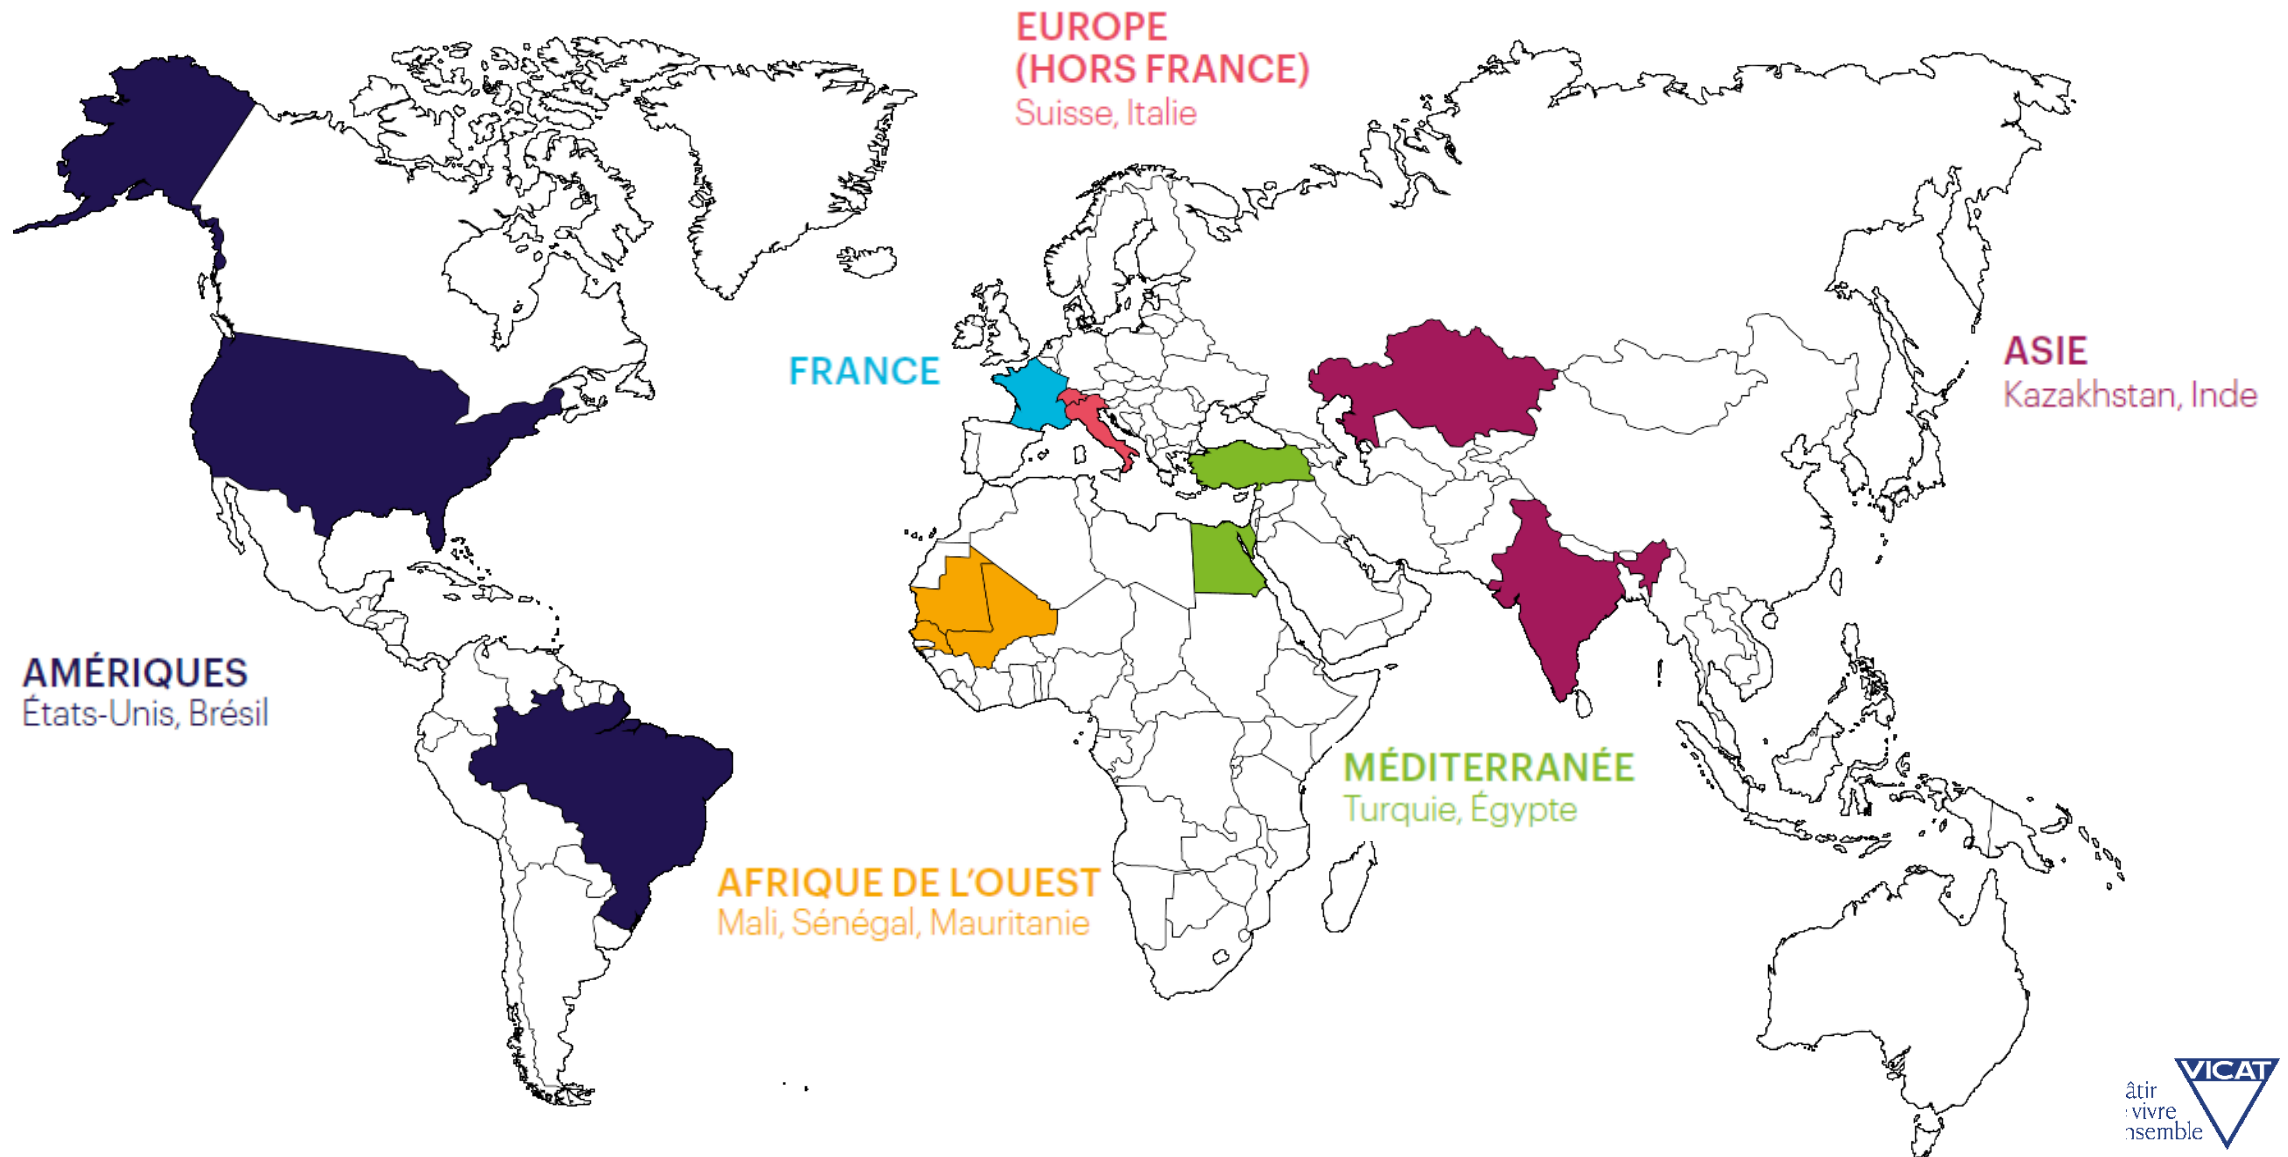 EUROPE
(HORS FRANCE)
Suisse, Italie
FRANCE
ASIE
Kazakhstan, Inde
AMÉRIQUES
États-Unis, Brésil
MÉDITERRANÉE
Turquie, Égypte
AFRIQUE DE L'OUEST
Mali, Sénégal, Mauritanie
VICAT
âtir
vivre
nsemble